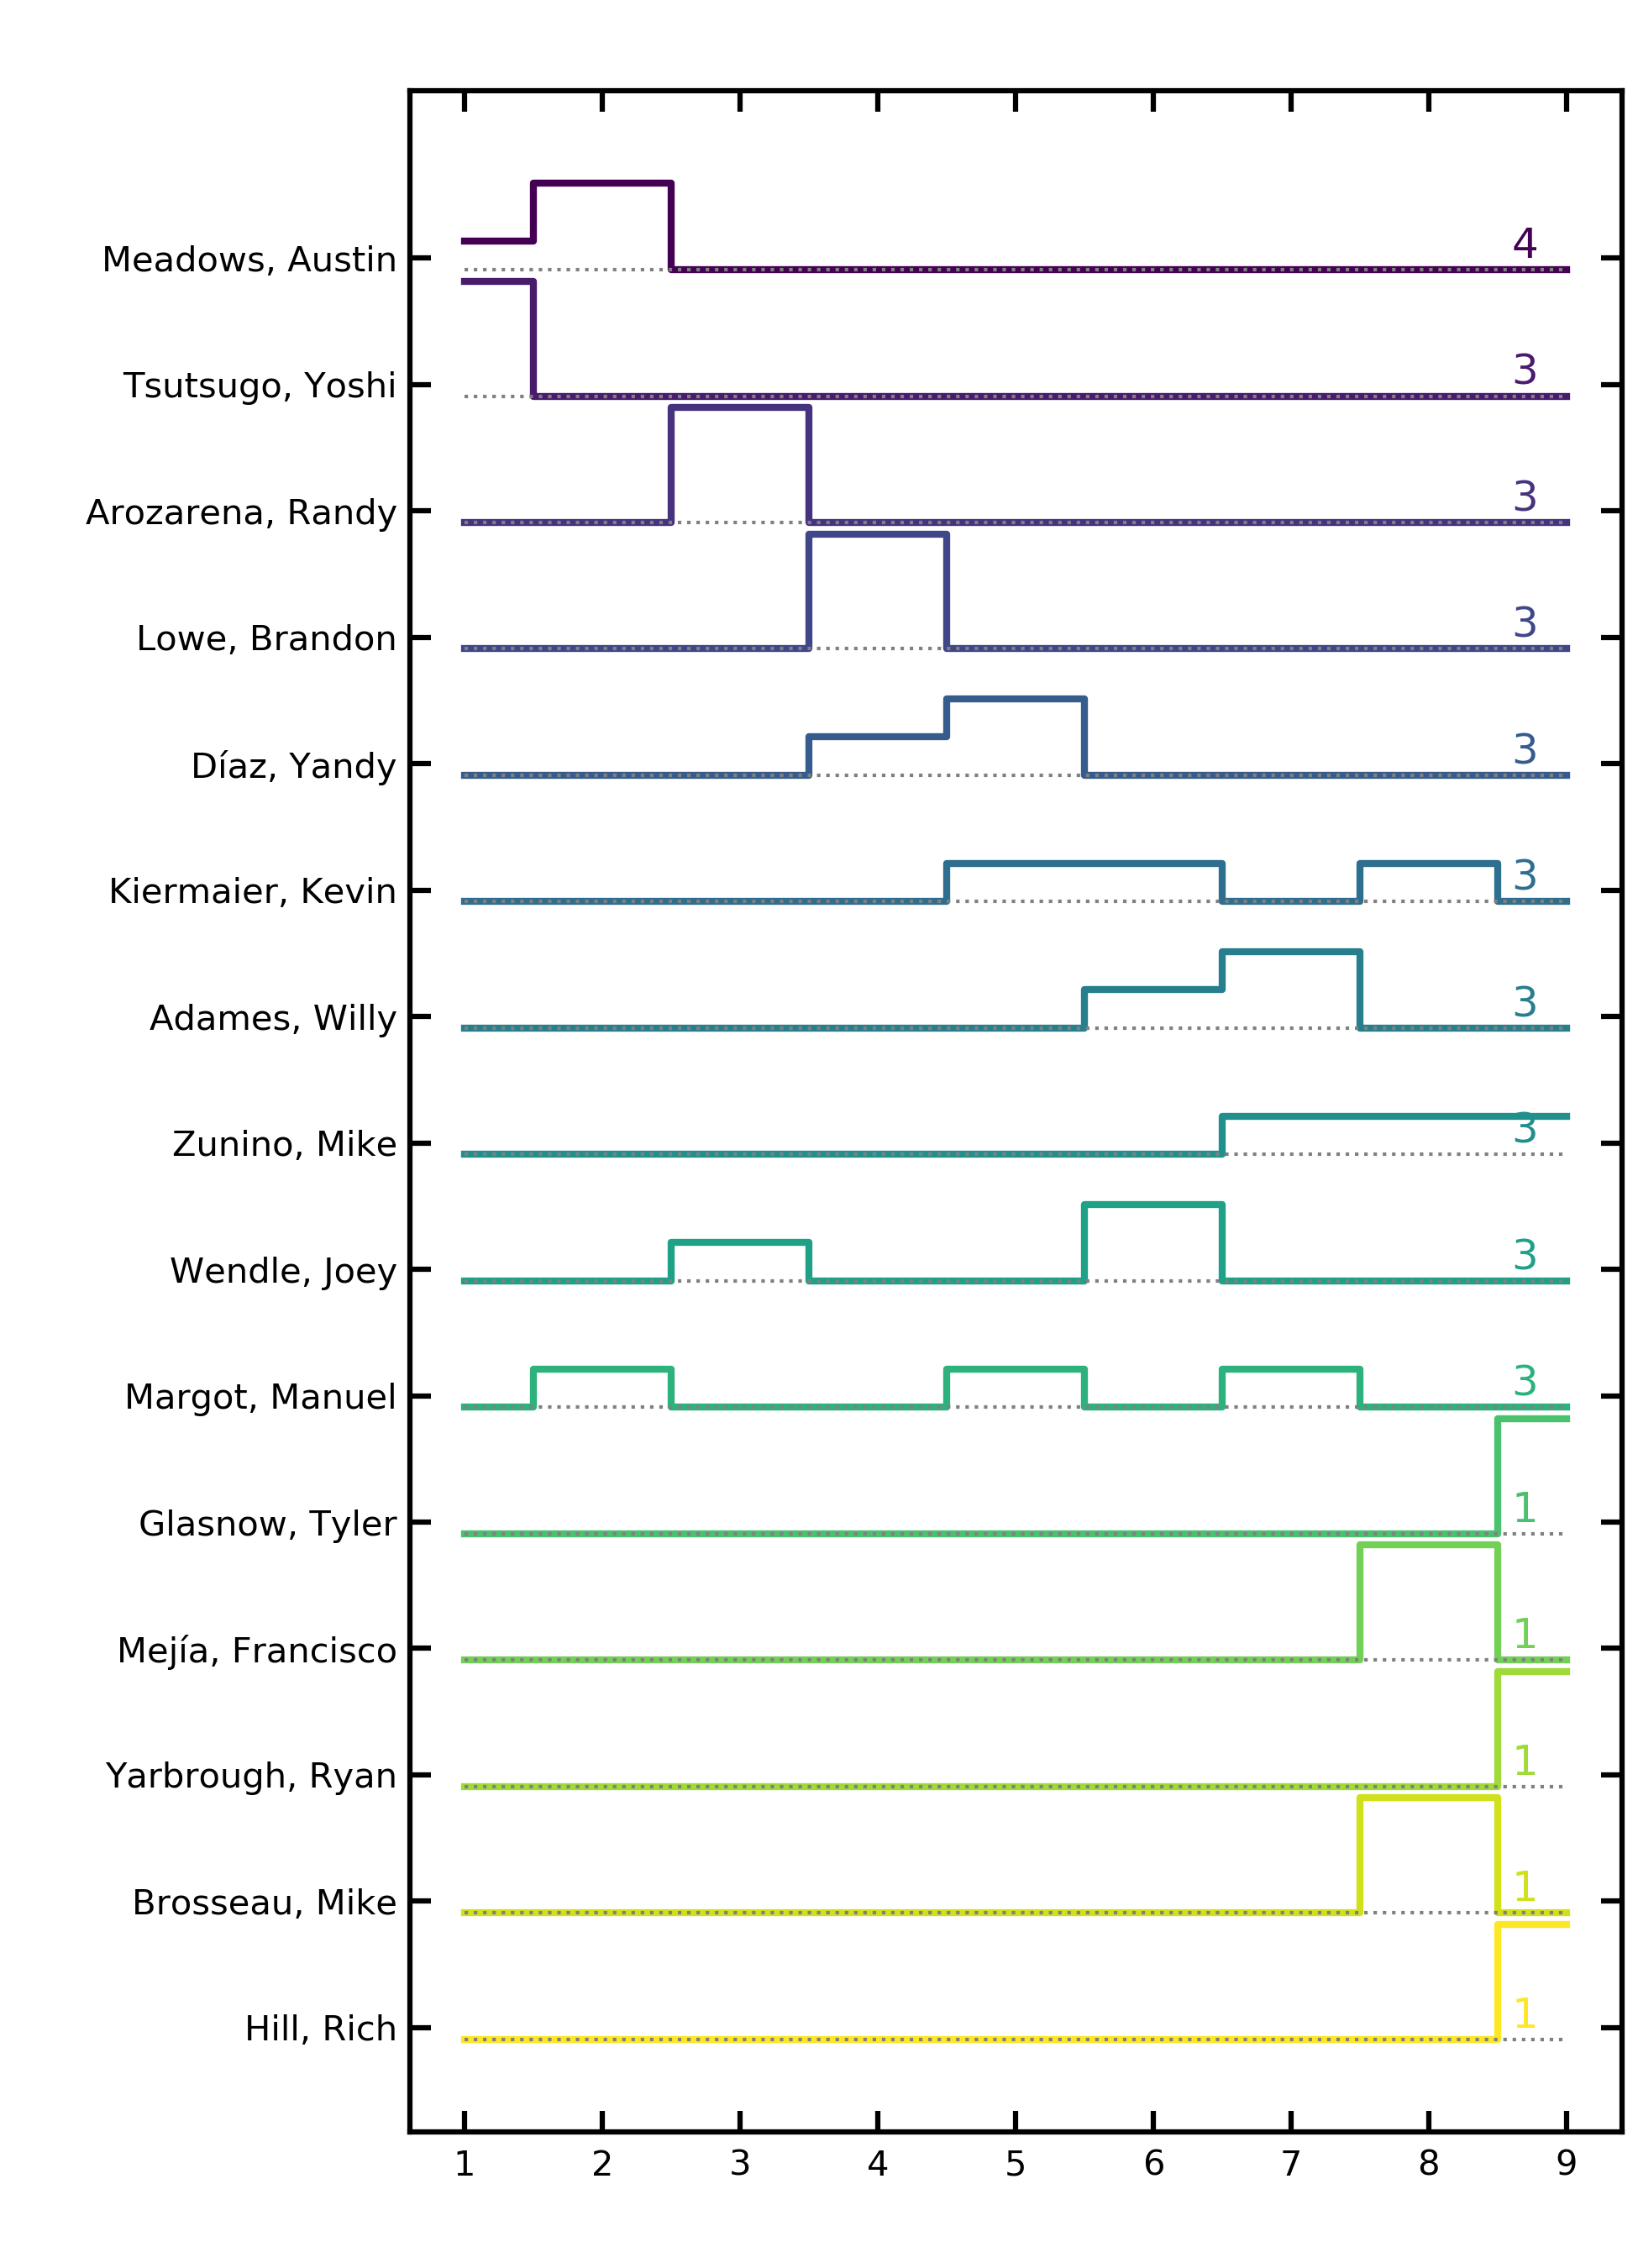 Meadows, Austin 4
Tsutsugo, Yoshi 3
Arozarena, Randy 3
Lowe, Brandon 3
Díaz, Yandy 3
Kiermaier, Kevin 3
Adames, Willy 3
Zunino, Mike 3
Wendle, Joey 3
Margot, Manuel 3
Glasnow, Tyler 1
Mejía, Francisco 1
Yarbrough, Ryan 1
Brosseau, Mike 1
Hill, Rich 1
1 2 3 4 5 6 7 8 9